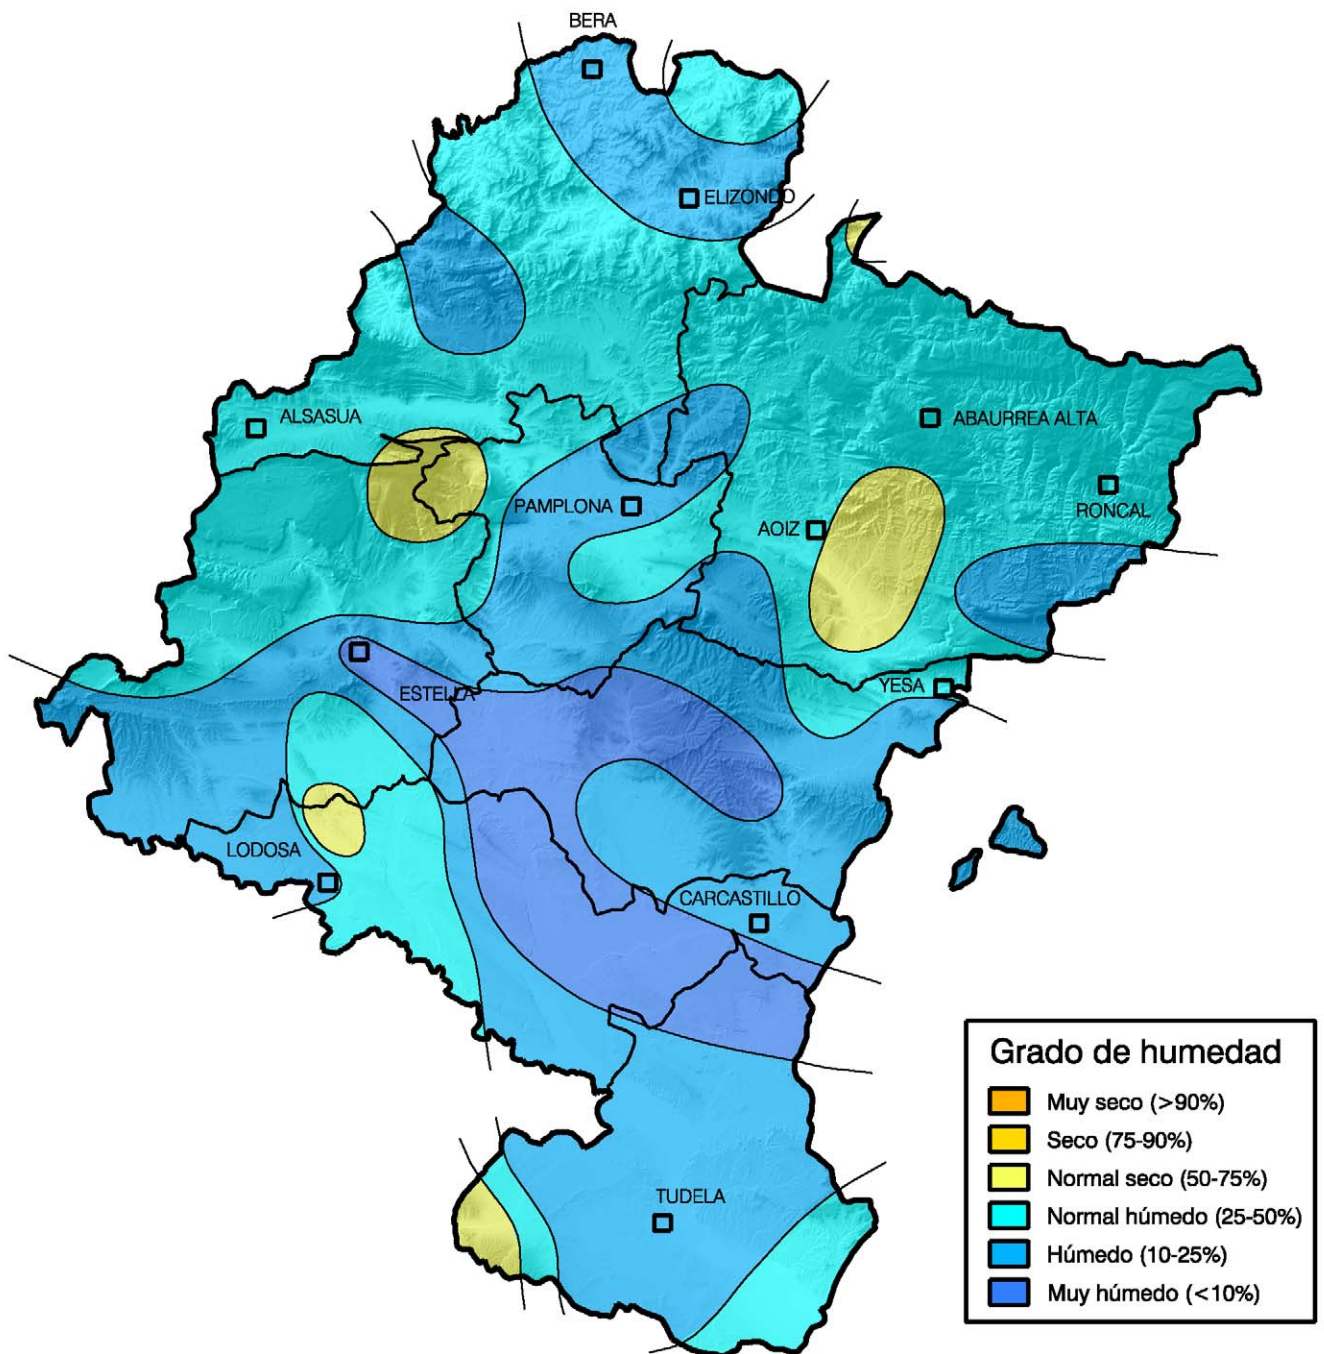 BERA
ELIZONDO
ALSASUA
ABAURREA ALTA
PAMPLONA
AOIZ
RONCAL
YESA
ESTELLA
LODOSA
CARCASTILLO
TUDELA
Grado de humedad
Muy seco (>90%)
Seco (75-90%)
Normal seco (50-75%)
Normal húmedo (25-50%)
Húmedo (10-25%)
Muy húmedo (<10%)